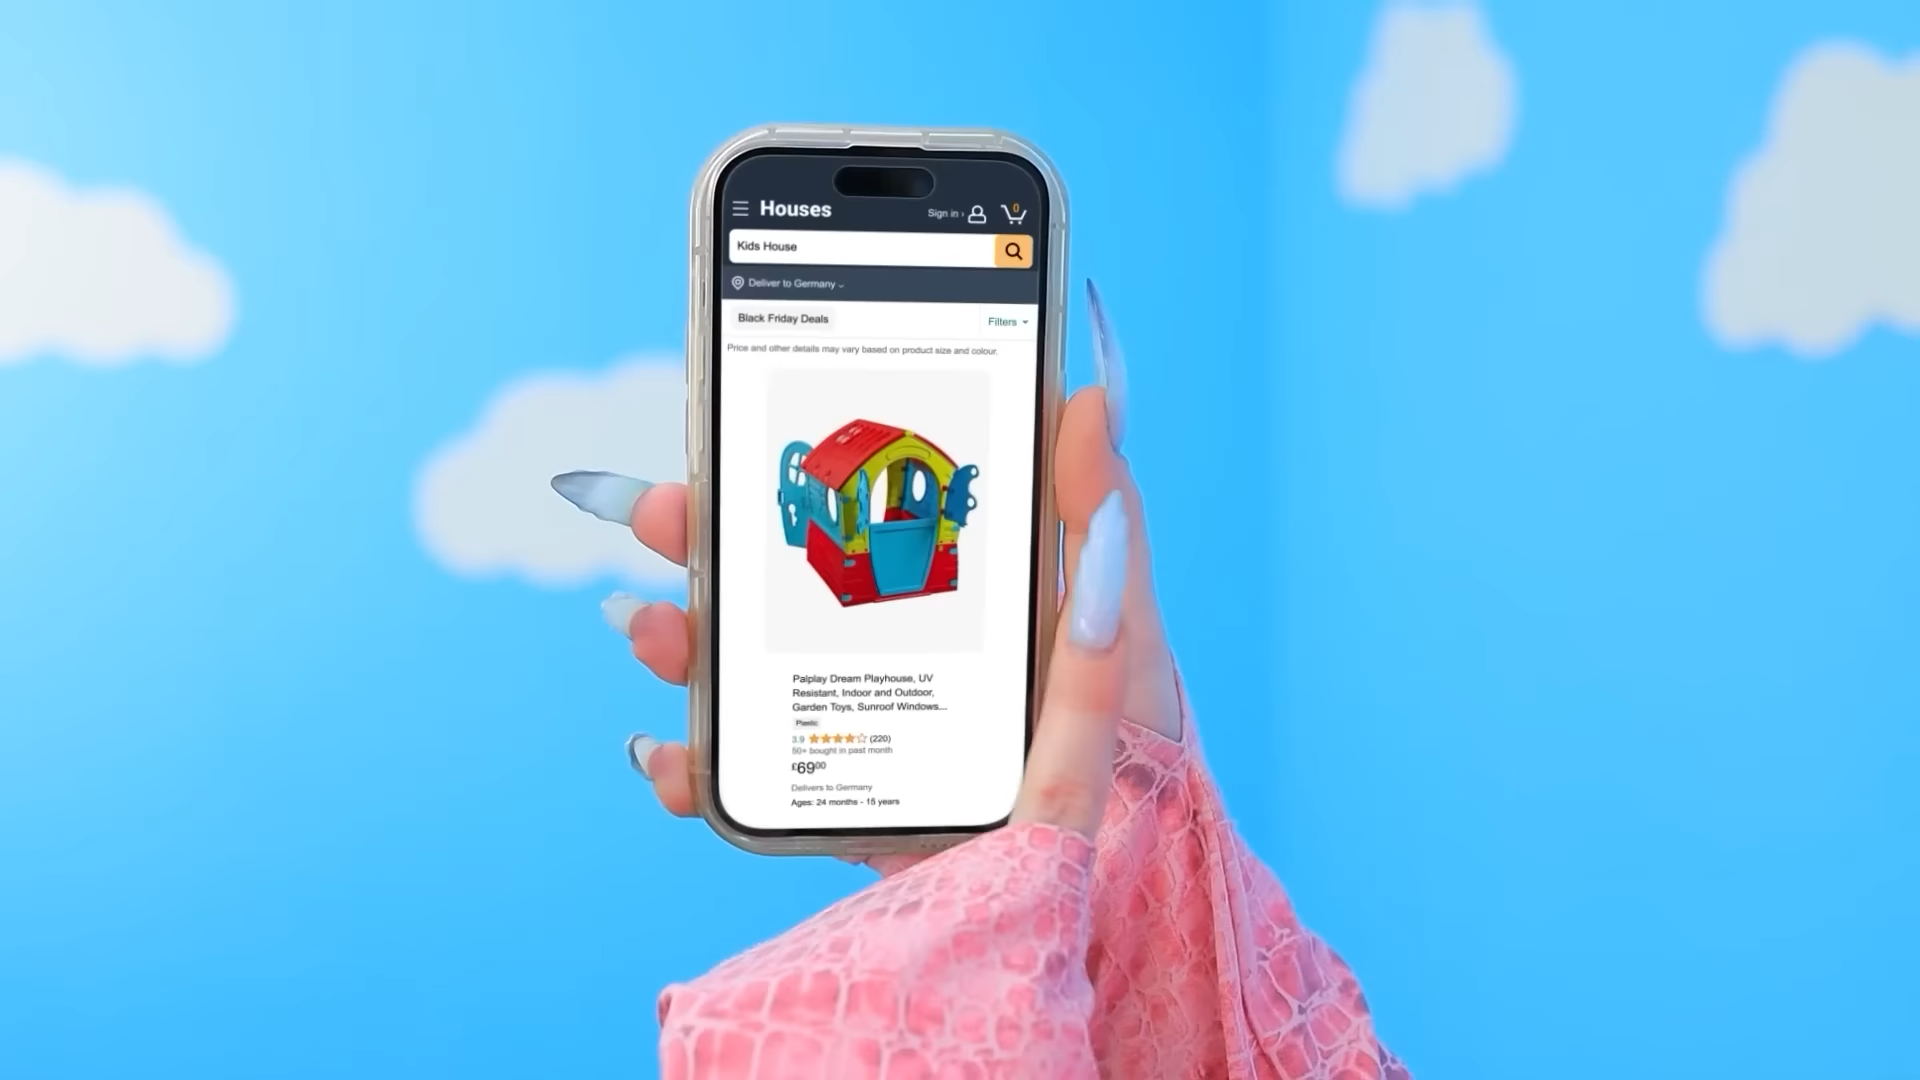 Houses
Sign in ›
0
Kids House
Deliver to Germany
Black Friday Deals
Filters
Price and other details may vary based on product size and colour.
Palplay Dream Playhouse, UV
Resistant, Indoor and Outdoor,
Garden Toys, Sunroof Windows...
Plastic
3.9 (220)
50+ bought in past month
£6900
Delivers to Germany
Ages: 24 months - 15 years